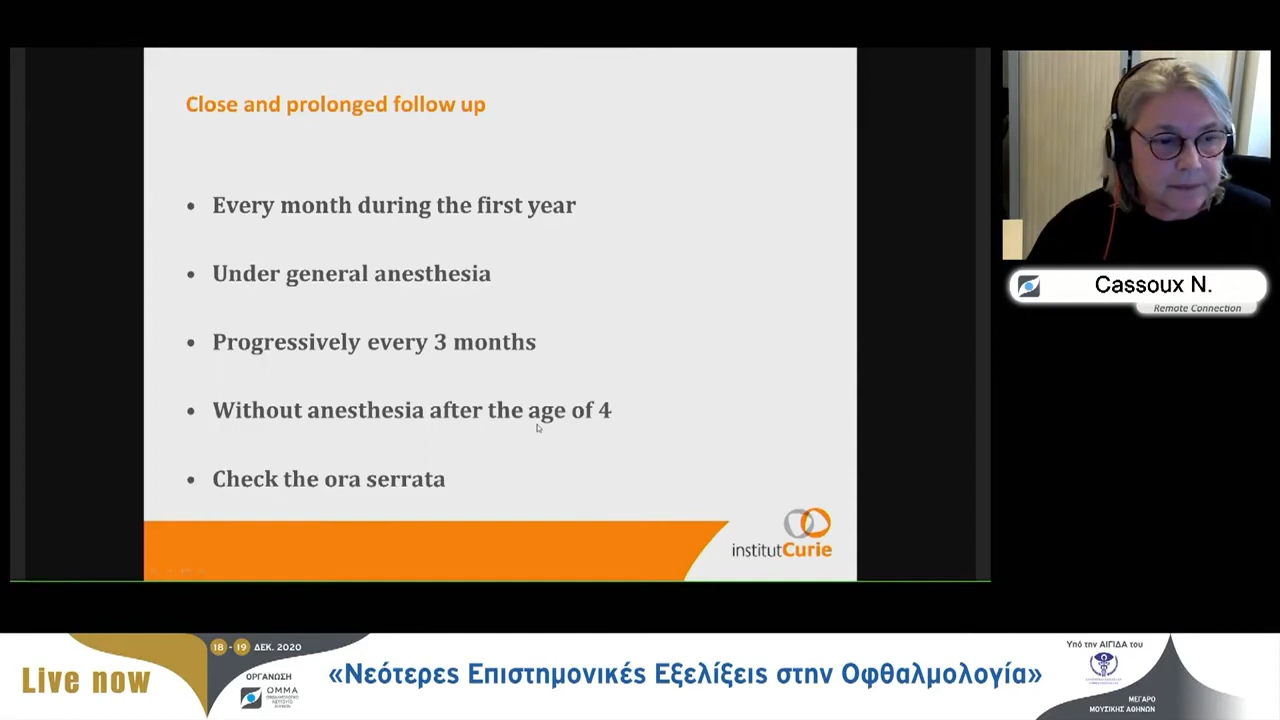 Close and prolonged follow up
• Every month during the first year
• Under general anesthesia
• Progressively every 3 months
• Without anesthesia after the age of 4
• Check the ora serrata
institutCurie
Cassoux N.
Remote Connection
Live now
18 - 19 ΔΕΚ. 2020
ΟΡΓΑΝΩΣΗ
ΟΜΜΑ
«Νεότερες Επιστημονικές Εξελίξεις στην Οφθαλμολογία»
Υπό την ΑΙΓΙΔΑ του
ΜΕΓΑΡΟ
ΜΟΥΣΙΚΗΣ ΑΘΗΝΩΝ